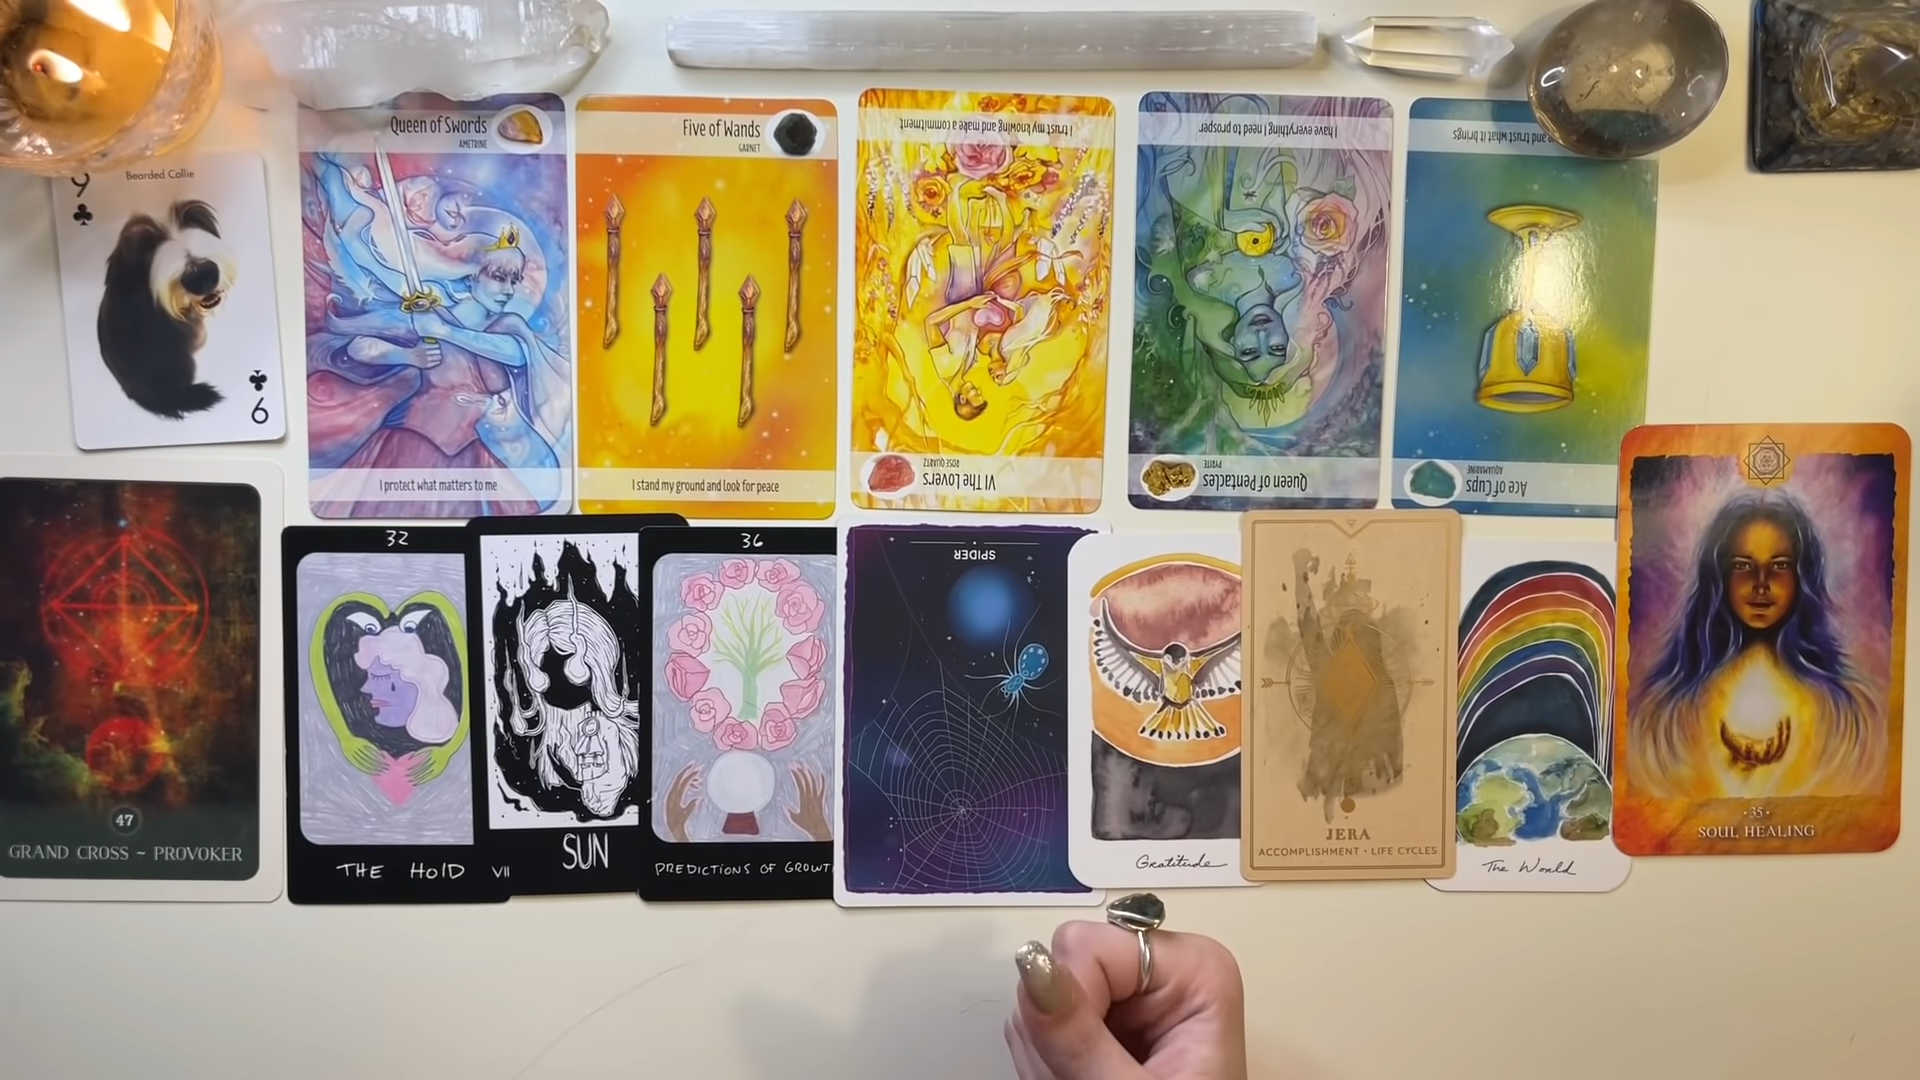 9
Bearded Collie
9
Queen of Swords
AMETRINE
I protect what matters to me
Five of Wands
GARNET
I stand my ground and look for peace
I trust my knowing and make a commitment
VI The Lovers
ROSE QUARTZ
I have everything I need to prosper
Queen of Pentacles
PYRITE
and trust what it brings
Ace of Cups
AQUAMARINE
47
GRAND CROSS ~ PROVOKER
32
THE HOLD VII
SUN
36
PREDICTIONS OF GROWT
SPIDER
Gratitude
JERA
ACCOMPLISHMENT • LIFE CYCLES
The World
• 35 •
SOUL HEALING